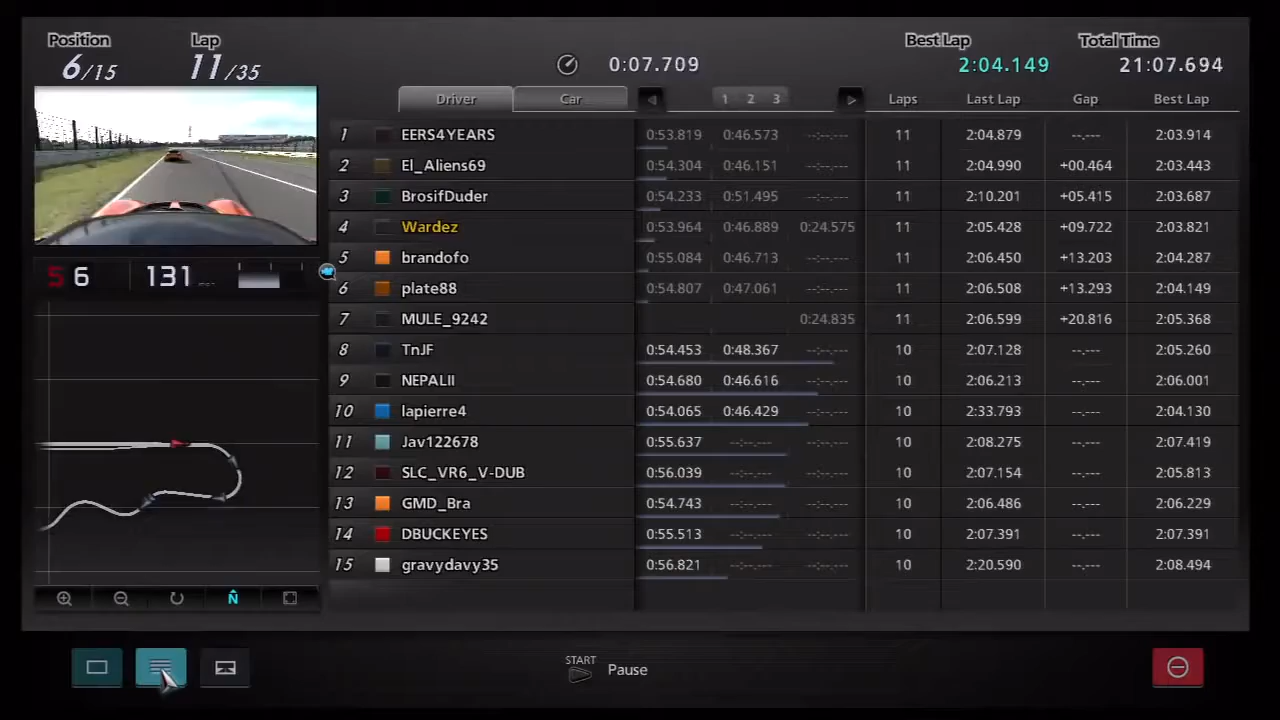 Position Lap Best Lap Total Time
6/15 11/35 0:07.709 2:04.149 21:07.694
Driver Car 1 2 3 Laps Last Lap Gap Best Lap
1 EERS4YEARS 0:53.819 0:46.573 --:--.--- 11 2:04.879 --.--- 2:03.914
2 El_Aliens69 0:54.304 0:46.151 --:--.--- 11 2:04.990 +00.464 2:03.443
3 BrosifDuder 0:54.233 0:51.495 --:--.--- 11 2:10.201 +05.415 2:03.687
4 Wardez 0:53.964 0:46.889 0:24.575 11 2:05.428 +09.722 2:03.821
5 brandofo 0:55.084 0:46.713 --:--.--- 11 2:06.450 +13.203 2:04.287
6 plate88 0:54.807 0:47.061 --:--.--- 11 2:06.508 +13.293 2:04.149
7 MULE_9242 0:24.835 11 2:06.599 +20.816 2:05.368
8 TnJF 0:54.453 0:48.367 --:--.--- 10 2:07.128 --.--- 2:05.260
9 NEPALII 0:54.680 0:46.616 --:--.--- 10 2:06.213 --.--- 2:06.001
10 lapierre4 0:54.065 0:46.429 --:--.--- 10 2:33.793 --.--- 2:04.130
11 Jav122678 0:55.637 --:--.--- --:--.--- 10 2:08.275 --.--- 2:07.419
12 SLC_VR6_V-DUB 0:56.039 --:--.--- --:--.--- 10 2:07.154 --.--- 2:05.813
13 GMD_Bra 0:54.743 --:--.--- --:--.--- 10 2:06.486 --.--- 2:06.229
14 DBUCKEYES 0:55.513 --:--.--- --:--.--- 10 2:07.391 --.--- 2:07.391
15 gravydavy35 0:56.821 --:--.--- --:--.--- 10 2:20.590 --.--- 2:08.494
S 6 131
N
START
Pause